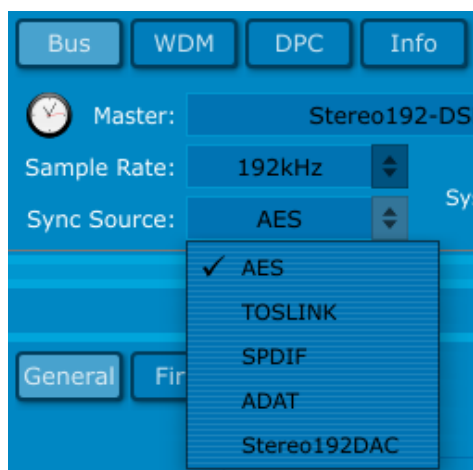 Bus WDM DPC Info
Master: Stereo192-DS
Sample Rate: 192kHz
Sync Source: AES Sy
✓ AES
TOSLINK
SPDIF
ADAT
Stereo192DAC
General Fir